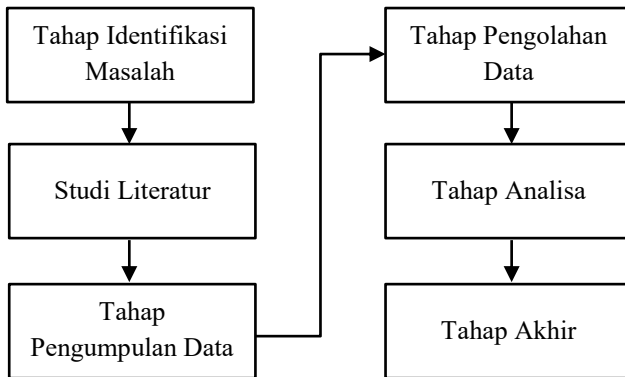 Tahap Identifikasi
Masalah
Studi Literatur
Tahap
Pengumpulan Data
Tahap Pengolahan
Data
Tahap Analisa
Tahap Akhir